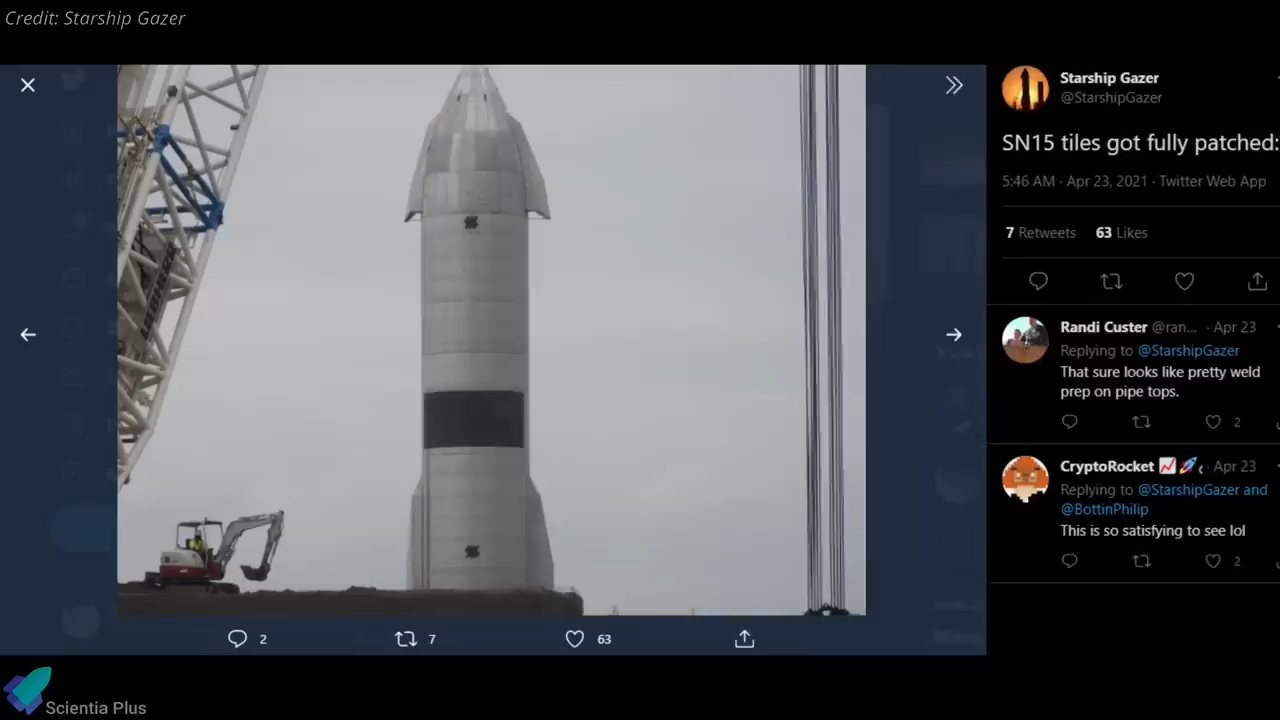 Credit: Starship Gazer
Starship Gazer
@StarshipGazer
SN15 tiles got fully patched:
5:46 AM · Apr 23, 2021 · Twitter Web App
7 Retweets 63 Likes
Randi Custer @ran... · Apr 23
Replying to @StarshipGazer
That sure looks like pretty weld
prep on pipe tops.
2
CryptoRocket 📈🚀 · Apr 23
Replying to @StarshipGazer and
@BottinPhilip
This is so satisfying to see lol
2
2 7 63
Scientia Plus